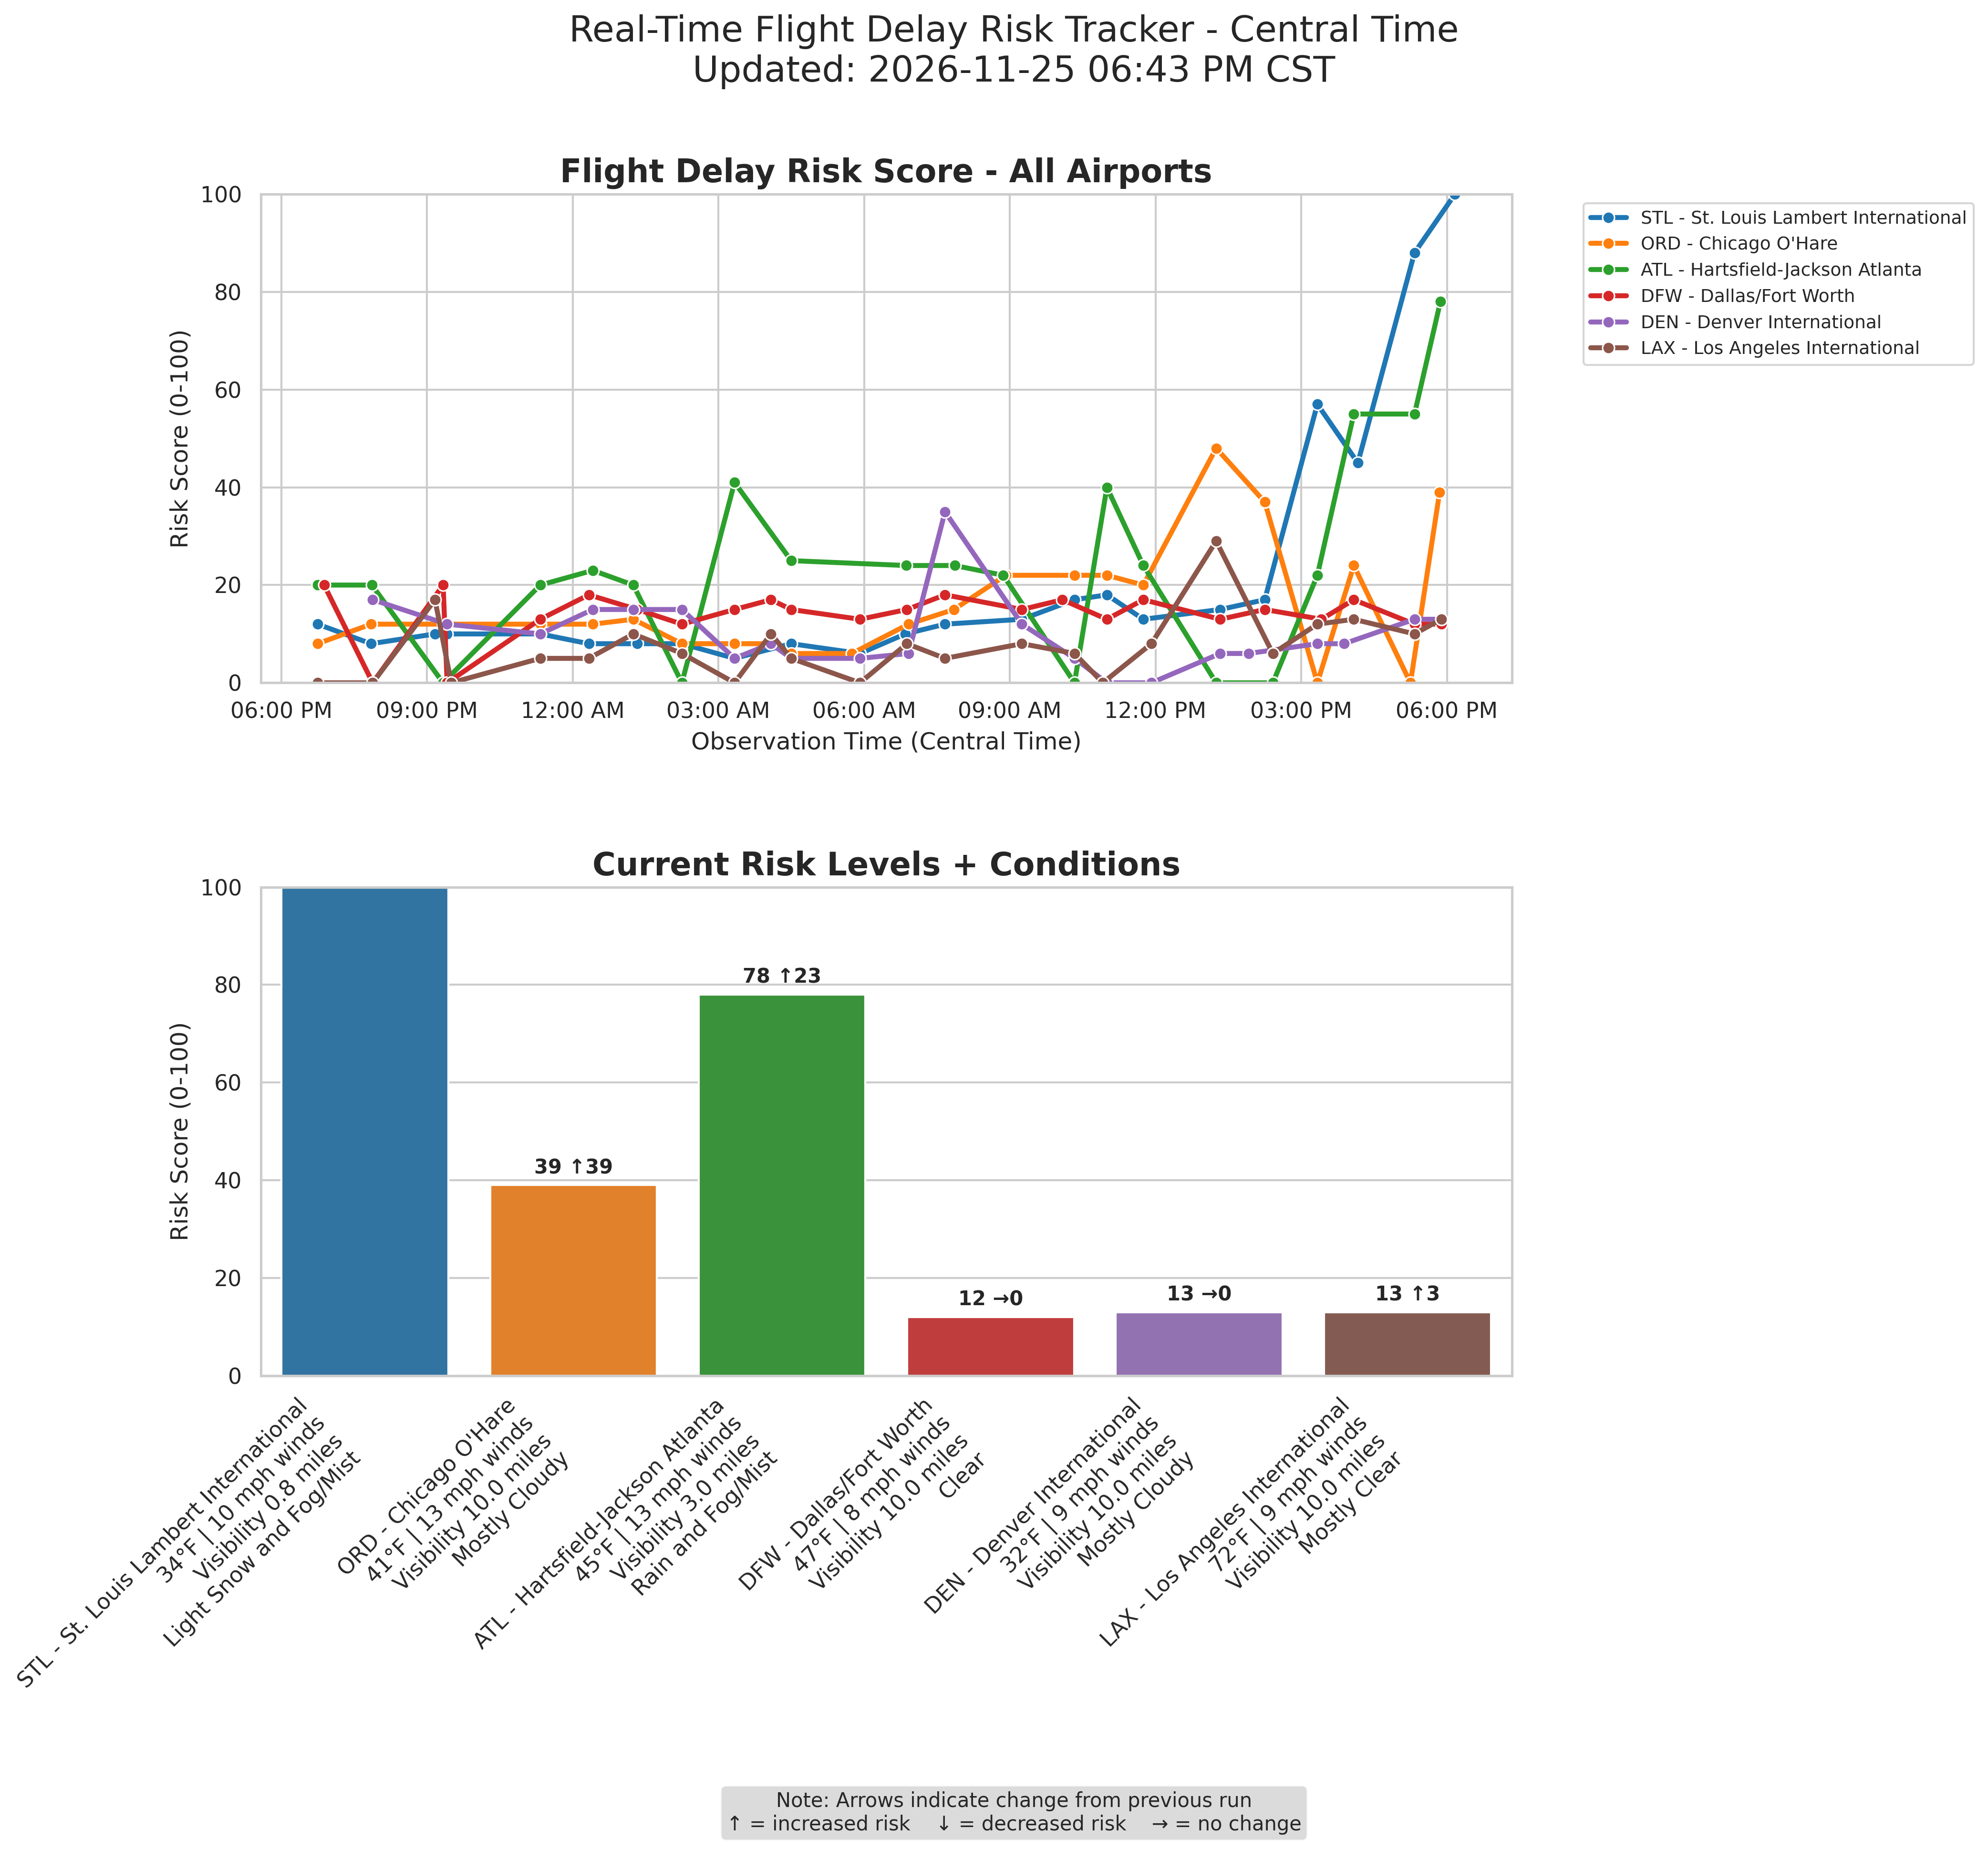 Real-Time Flight Delay Risk Tracker - Central Time
Updated: 2026-11-25 06:43 PM CST
Flight Delay Risk Score - All Airports
Risk Score (0-100)
100
80
60
40
20
0
06:00 PM
09:00 PM
12:00 AM
03:00 AM
06:00 AM
09:00 AM
12:00 PM
03:00 PM
06:00 PM
Observation Time (Central Time)
STL - St. Louis Lambert International
ORD - Chicago O'Hare
ATL - Hartsfield-Jackson Atlanta
DFW - Dallas/Fort Worth
DEN - Denver International
LAX - Los Angeles International
Current Risk Levels + Conditions
Risk Score (0-100)
100
80
60
40
20
0
39 ↑39
78 ↑23
12 →0
13 →0
13 ↑3
STL - St. Louis Lambert International
34°F | 10 mph winds
Visibility 0.8 miles
Light Snow and Fog/Mist
ORD - Chicago O'Hare
41°F | 13 mph winds
Visibility 10.0 miles
Mostly Cloudy
ATL - Hartsfield-Jackson Atlanta
45°F | 13 mph winds
Visibility 3.0 miles
Rain and Fog/Mist
DFW - Dallas/Fort Worth
47°F | 8 mph winds
Visibility 10.0 miles
Clear
DEN - Denver International
32°F | 9 mph winds
Visibility 10.0 miles
Mostly Cloudy
LAX - Los Angeles International
72°F | 9 mph winds
Visibility 10.0 miles
Mostly Clear
Note: Arrows indicate change from previous run
↑ = increased risk ↓ = decreased risk → = no change